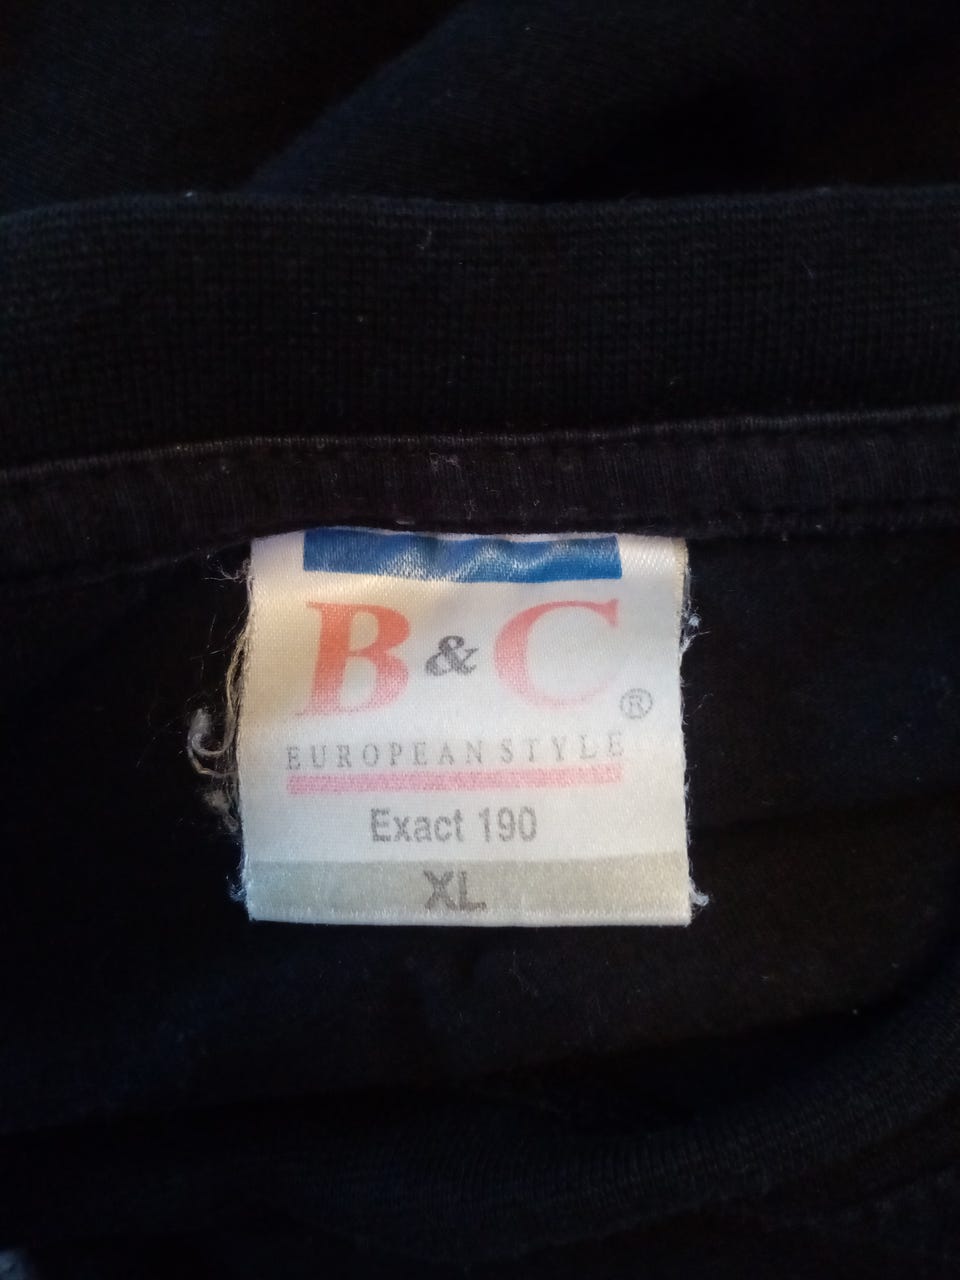 B & C ®
EUROPEAN STYLE
Exact 190
XL